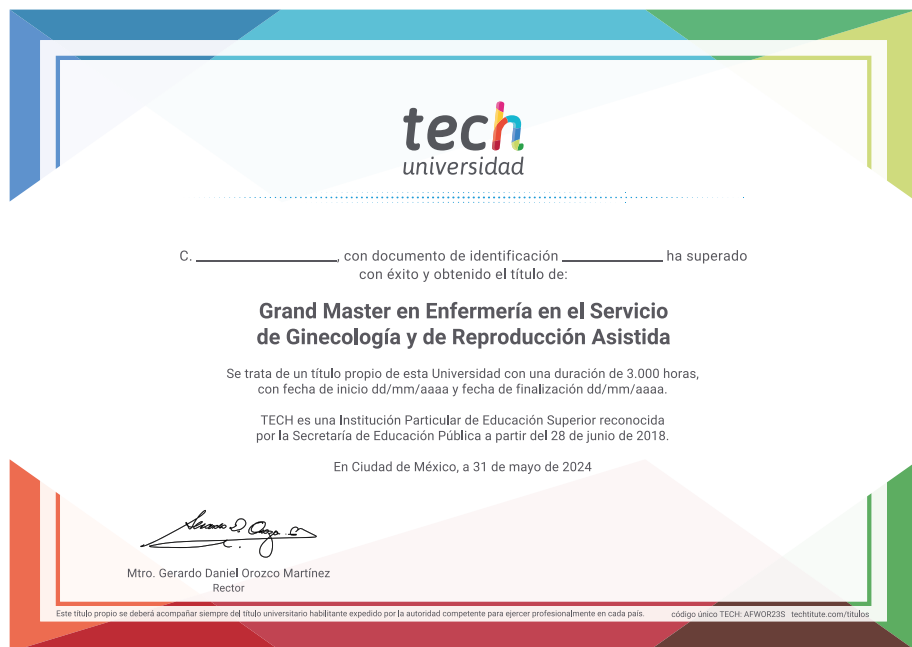 tech
universidad
C. ____________________, con documento de identificación ______________ ha superado
con éxito y obtenido el título de:
Grand Master en Enfermería en el Servicio
de Ginecología y de Reproducción Asistida
Se trata de un título propio de esta Universidad con una duración de 3.000 horas,
con fecha de inicio dd/mm/aaaa y fecha de finalización dd/mm/aaaa.
TECH es una Institución Particular de Educación Superior reconocida
por la Secretaría de Educación Pública a partir del 28 de junio de 2018.
En Ciudad de México, a 31 de mayo de 2024
Mtro. Gerardo Daniel Orozco Martínez
Rector
Este título propio se deberá acompañar siempre del título universitario habilitante expedido por la autoridad competente para ejercer profesionalmente en cada país. código único TECH: AFWOR23S techtitute.com/titulos